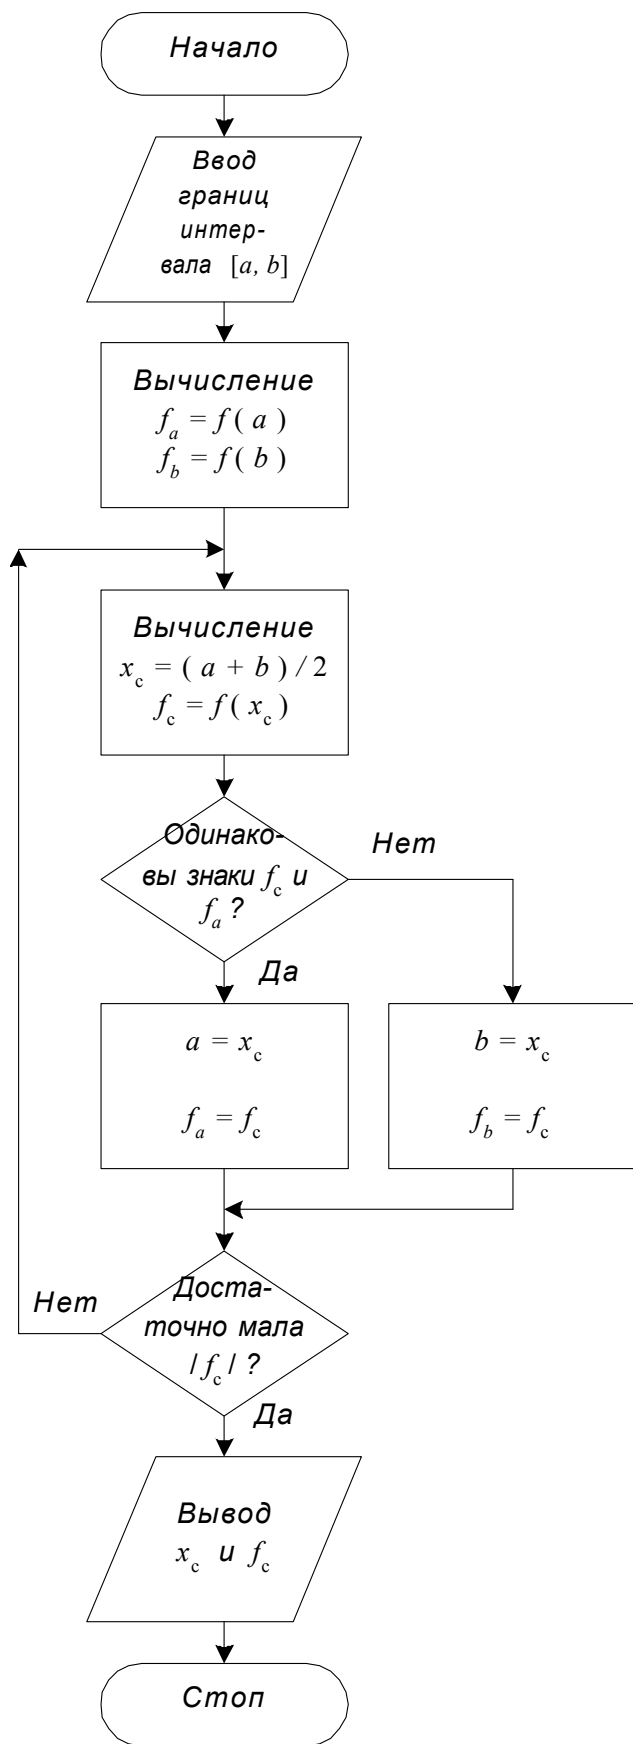 Начало
Ввод
границ
интер-
вала [a, b]
Вычисление
f_a = f ( a )
f_b = f ( b )
Вычисление
x_c = ( a + b ) / 2
f_c = f ( x_c )
Одинако-
вы знаки f_c и
f_a ?
Нет
Да
a = x_c
f_a = f_c
b = x_c
f_b = f_c
Доста-
точно мала
| f_c | ?
Нет
Да
Вывод
x_c и f_c
Стоп